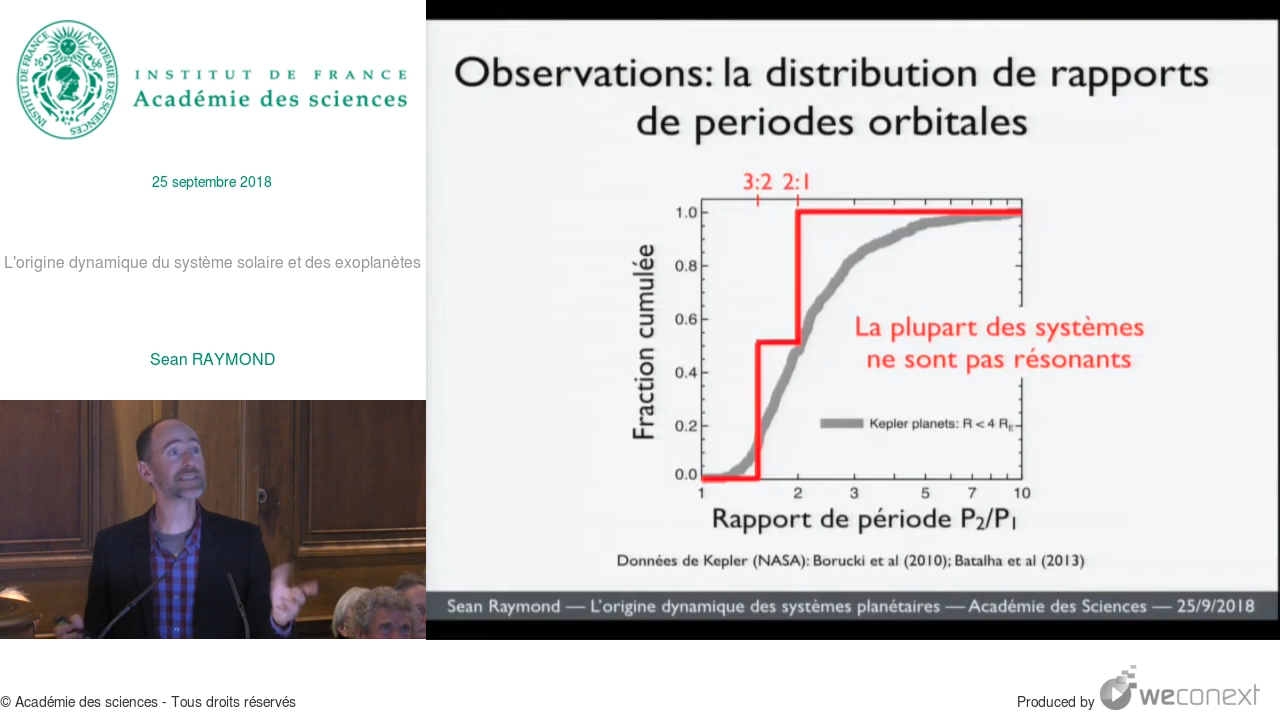 INSTITUT DE FRANCE
Académie des sciences
25 septembre 2018
L'origine dynamique du système solaire et des exoplanètes
Sean RAYMOND
Observations: la distribution de rapports
de periodes orbitales
3:2 2:1
1.0
0.8
0.6
0.4
0.2
0.0
Fraction cumulée
La plupart des systèmes
ne sont pas résonants
Kepler planets: R < 4 RE
1 2 3 5 7 10
Rapport de période P2/P1
Données de Kepler (NASA): Borucki et al (2010); Batalha et al (2013)
Sean Raymond — L'origine dynamique des systèmes planétaires — Académie des Sciences — 25/9/2018
© Académie des sciences - Tous droits réservés
Produced by weconext